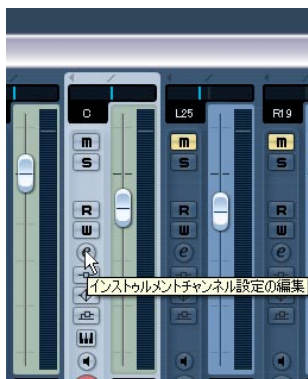 C L25 R19
m m m
S S S
R R R
W W W
e e e
インストゥルメントチャンネル設定の編集